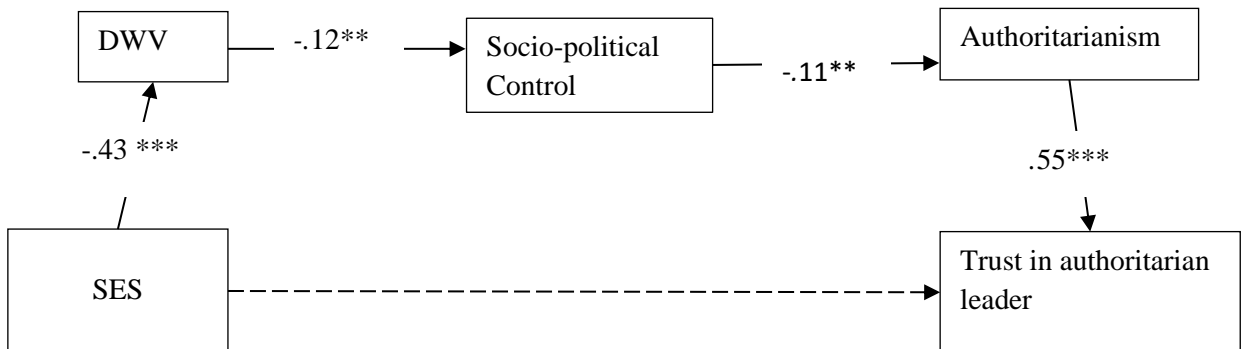 DWV
-.12**
Socio-political
Control
-.11**
Authoritarianism
-.43 ***
.55***
SES
Trust in authoritarian
leader